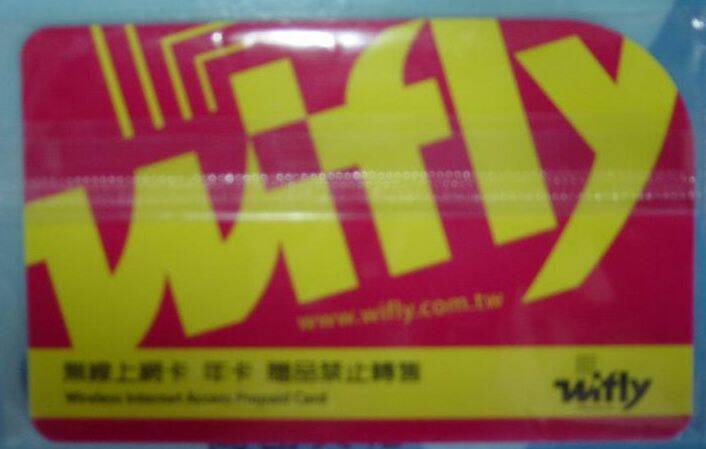 wifly
www.wifly.com.tw
無線上網卡 年卡 贈品禁止轉售
Wireless Internet Access Prepaid Card
wifly